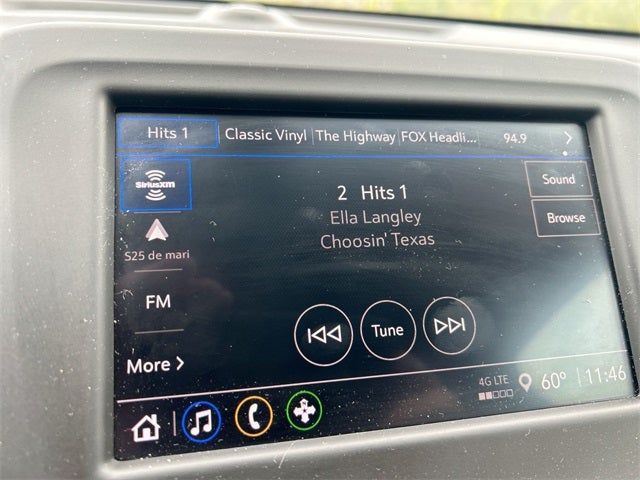 Hits 1 Classic Vinyl The Highway FOX Headli... 94.9
SiriusXM
2 Hits 1
Sound
Ella Langley
Browse
Choosin' Texas
S25 de mari
FM
Tune
More
4G LTE
60° 11:46
N